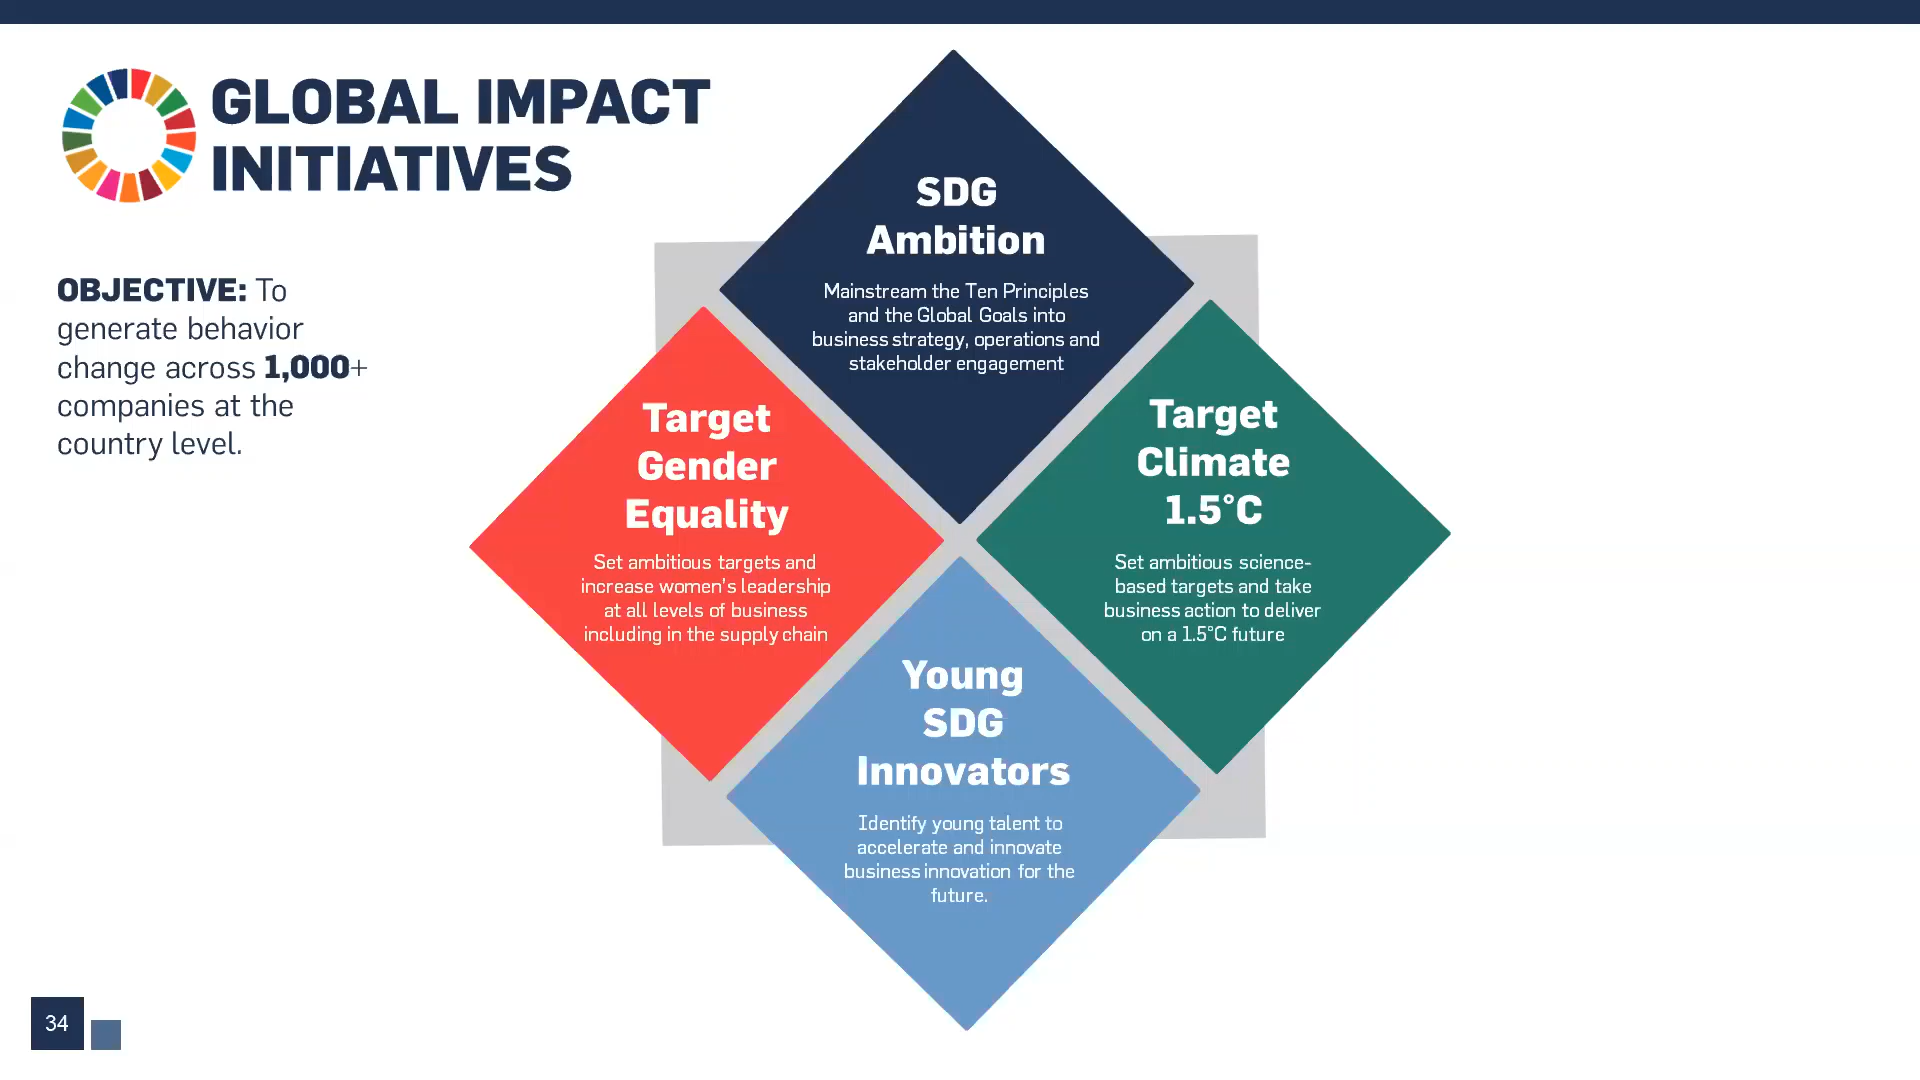 GLOBAL IMPACT
INITIATIVES
OBJECTIVE: To
generate behavior
change across 1,000+
companies at the
country level.
SDG
Ambition
Mainstream the Ten Principles
and the Global Goals into
business strategy, operations and
stakeholder engagement
Target
Gender
Equality
Set ambitious targets and
increase women's leadership
at all levels of business
including in the supply chain
Target
Climate
1.5°C
Set ambitious science-
based targets and take
business action to deliver
on a 1.5°C future
Young
SDG
Innovators
Identify young talent to
accelerate and innovate
business innovation for the
future.
34